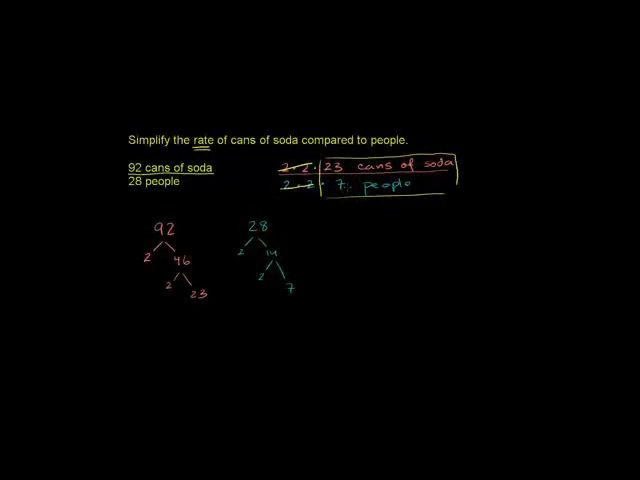 Simplify the rate of cans of soda compared to people.
92 cans of soda
28 people
2 · 2 · 23 cans of soda
2 · 2 · 7 people
92
28
2 46
2 14
2 23
2 7